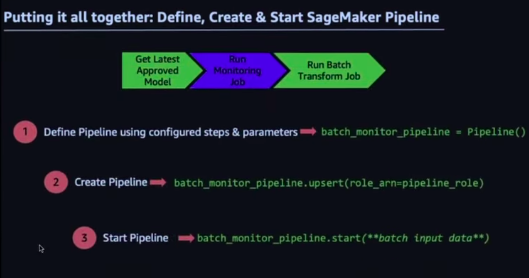 Putting it all together: Define, Create & Start SageMaker Pipeline
Get Latest
Approved
Model
Run
Monitoring
Job
Run Batch
Transform Job
1 Define Pipeline using configured steps & parameters batch_monitor_pipeline = Pipeline()
2 Create Pipeline batch_monitor_pipeline.upsert(role_arn=pipeline_role)
3 Start Pipeline batch_monitor_pipeline.start(**batch input data**)